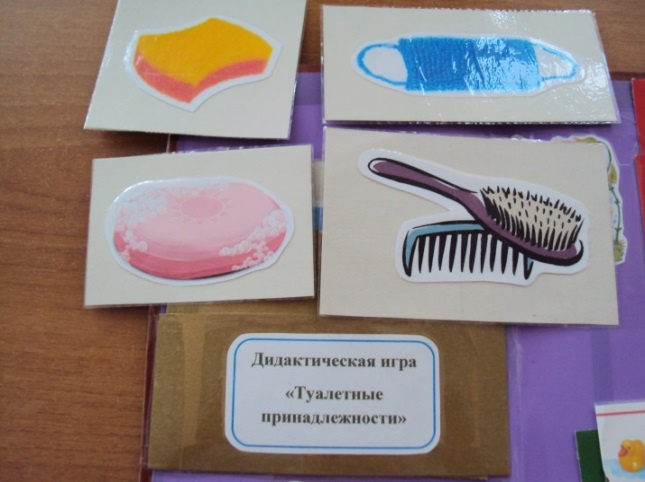 Дидактическая игра
«Туалетные
принадлежности»